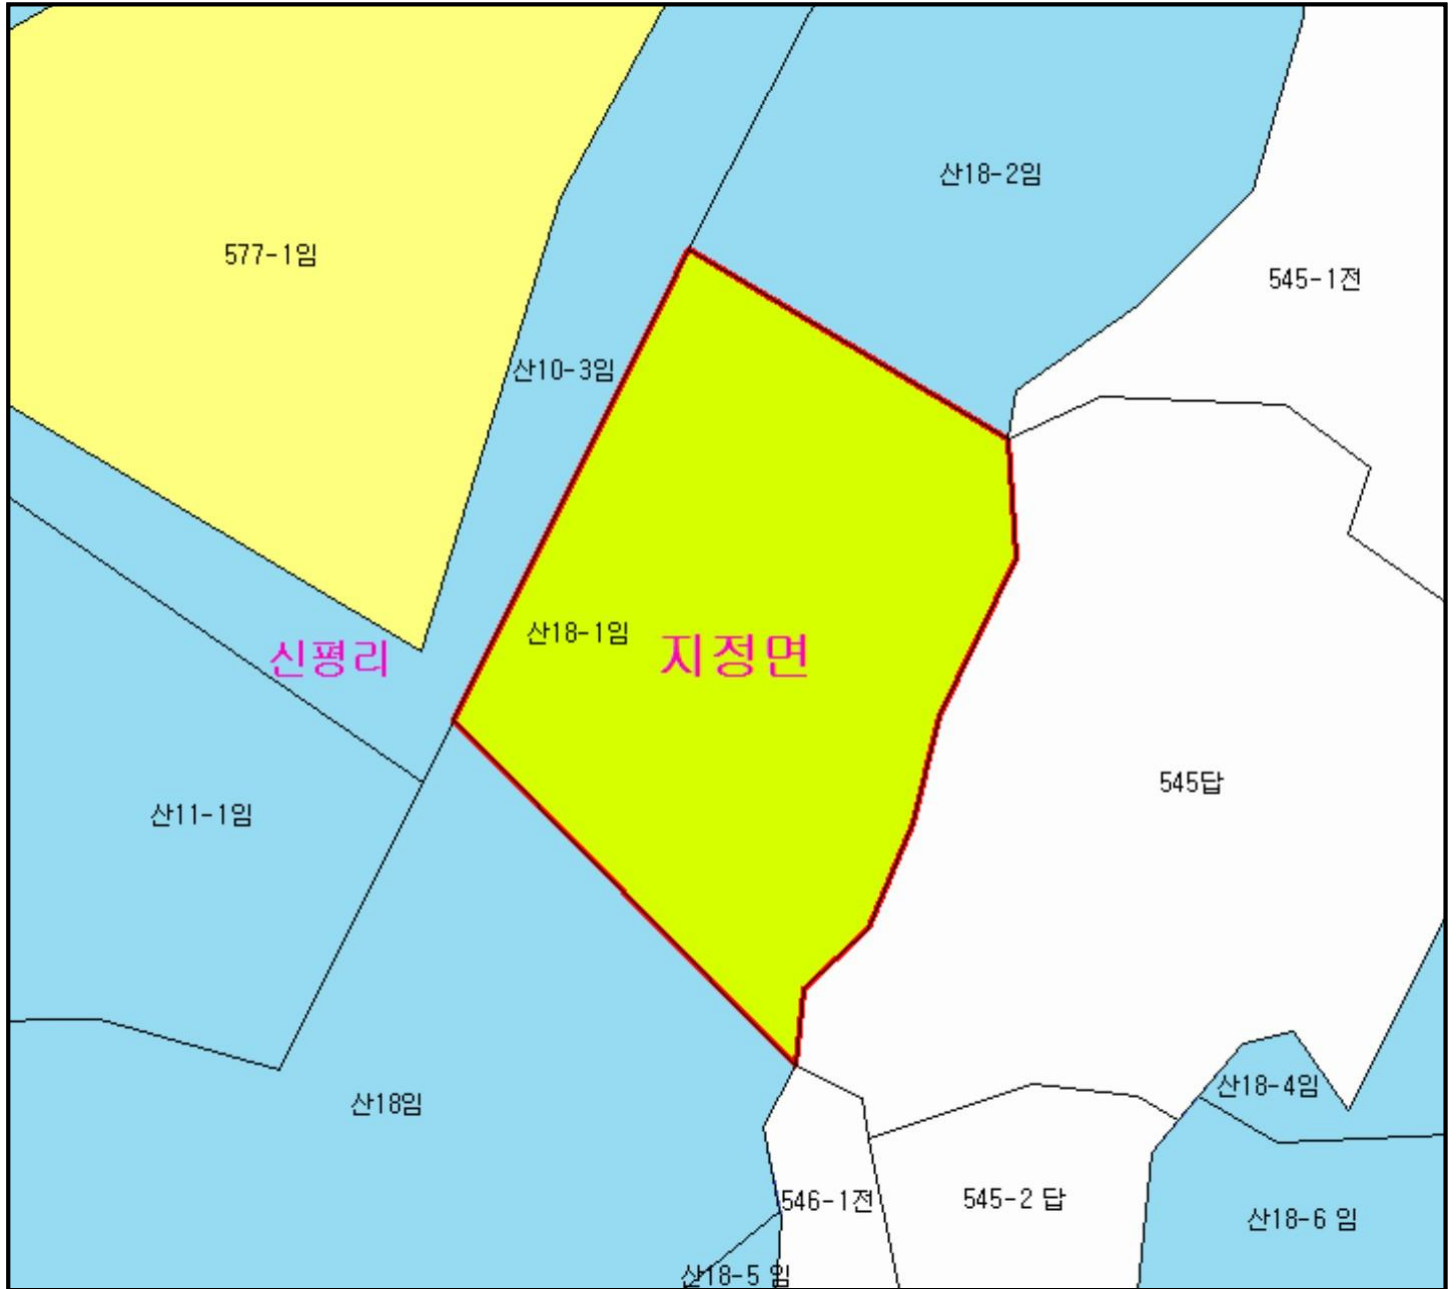 산18-2임
577-1임
545-1전
산10-3임
산18-1임
지정면
신평리
545답
산11-1임
산18-4임
산18임
546-1전
545-2 답
산18-6 임
산18-5 임